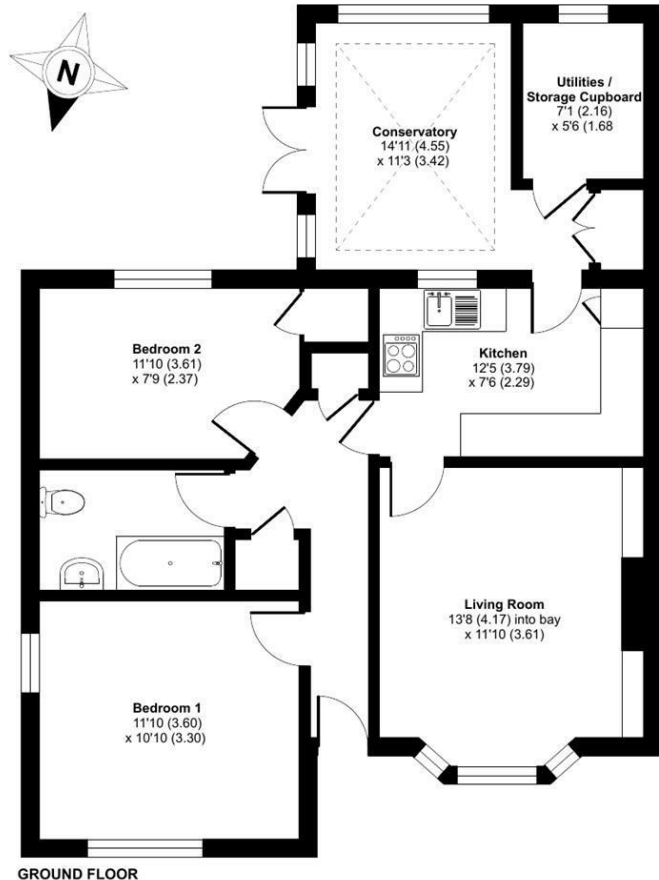 N
Utilities /
Storage Cupboard
7'1 (2.16)
x 5'6 (1.68
Conservatory
14'11 (4.55)
x 11'3 (3.42)
Bedroom 2
11'10 (3.61)
x 7'9 (2.37)
Kitchen
12'5 (3.79)
x 7'6 (2.29)
Living Room
13'8 (4.17) into bay
x 11'10 (3.61)
Bedroom 1
11'10 (3.60)
x 10'10 (3.30)
GROUND FLOOR